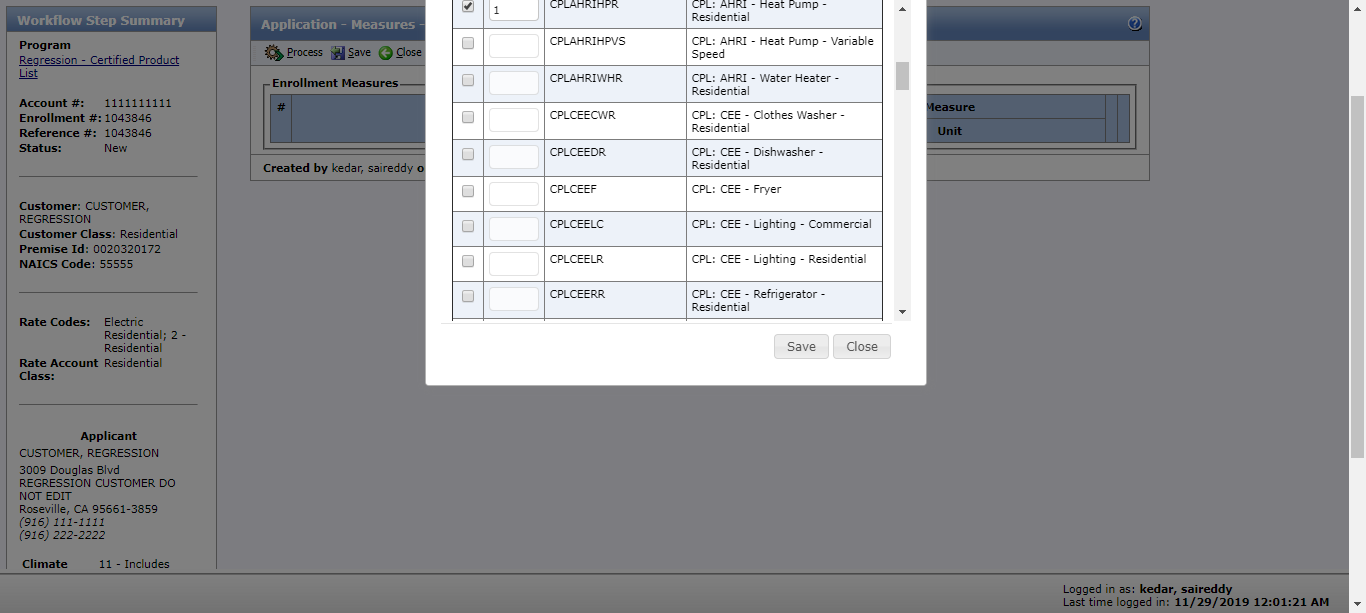 Workflow Step Summary
Program
Regression - Certified Product
List
Account #: 1111111111
Enrollment #: 1043846
Reference #: 1043846
Status: New
Customer: CUSTOMER,
REGRESSION
Customer Class: Residential
Premise Id: 0020320172
NAICS Code: 55555
Rate Codes: Electric
Residential; 2 -
Residential
Rate Account Residential
Class:
Applicant
CUSTOMER, REGRESSION
3009 Douglas Blvd
REGRESSION CUSTOMER DO
NOT EDIT
Roseville, CA 95661-3859
(916) 111-1111
(916) 222-2222
Climate 11 - Includes
Application - Measures -
Process Save Close
Enrollment Measures
#
Measure
Unit
Created by kedar, saireddy o
1 CPLAHRIHPR CPL: AHRI - Heat Pump -
Residential
CPLAHRIHPVS CPL: AHRI - Heat Pump - Variable
Speed
CPLAHRIWHR CPL: AHRI - Water Heater -
Residential
CPLCEECWR CPL: CEE - Clothes Washer -
Residential
CPLCEEDR CPL: CEE - Dishwasher -
Residential
CPLCEEF CPL: CEE - Fryer
CPLCEELC CPL: CEE - Lighting - Commercial
CPLCEELR CPL: CEE - Lighting - Residential
CPLCEERR CPL: CEE - Refrigerator -
Residential
Save Close
Logged in as: kedar, saireddy
Last time logged in: 11/29/2019 12:01:21 AM